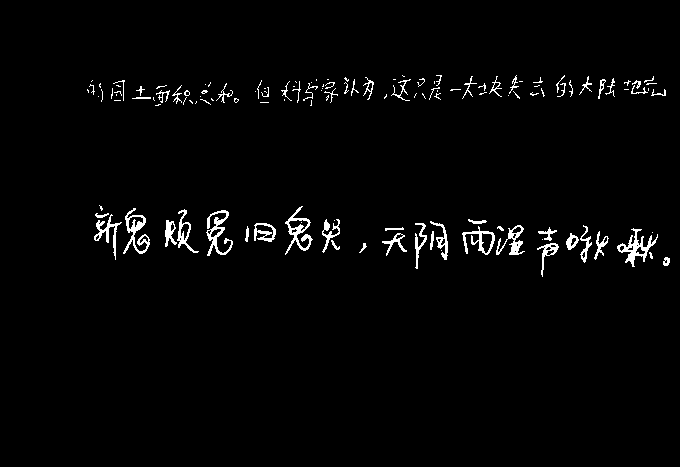 的国土面积总和。但科学家认为,这只是一大块失去的大陆地壳
新鬼烦冤旧鬼哭,天阴雨湿声啾啾。